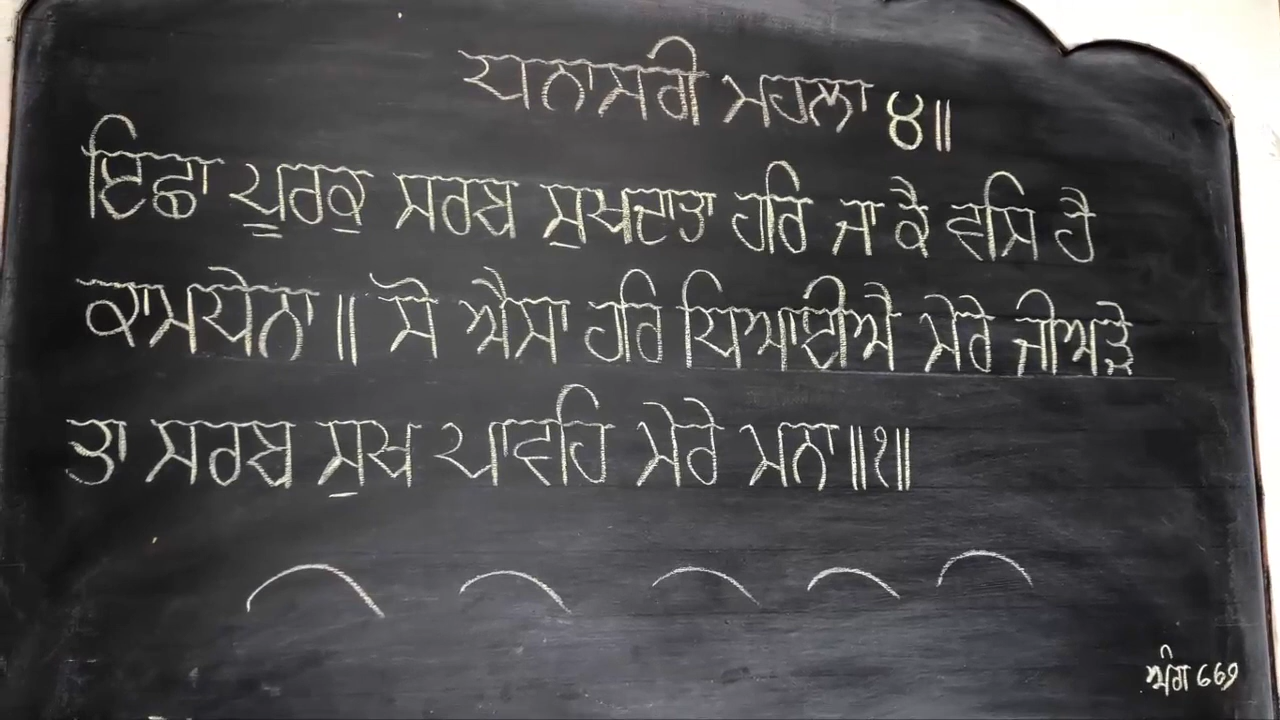 ਧਨਾਸਰੀ ਮਹਲਾ ੪॥
ਇਛਾ ਪੂਰਕੁ ਸਰਬ ਸੁਖਦਾਤਾ ਹਰਿ ਜਾ ਕੈ ਵਸਿ ਹੈ
ਕਾਮਧੇਨਾ॥ ਸੋ ਐਸਾ ਹਰਿ ਧਿਆਈਐ ਮੇਰੇ ਜੀਅੜੇ
ਤਾ ਸਰਬ ਸੁਖ ਪਾਵਹਿ ਮੇਰੇ ਮਨਾ॥੧॥
ਅੰਗ 669